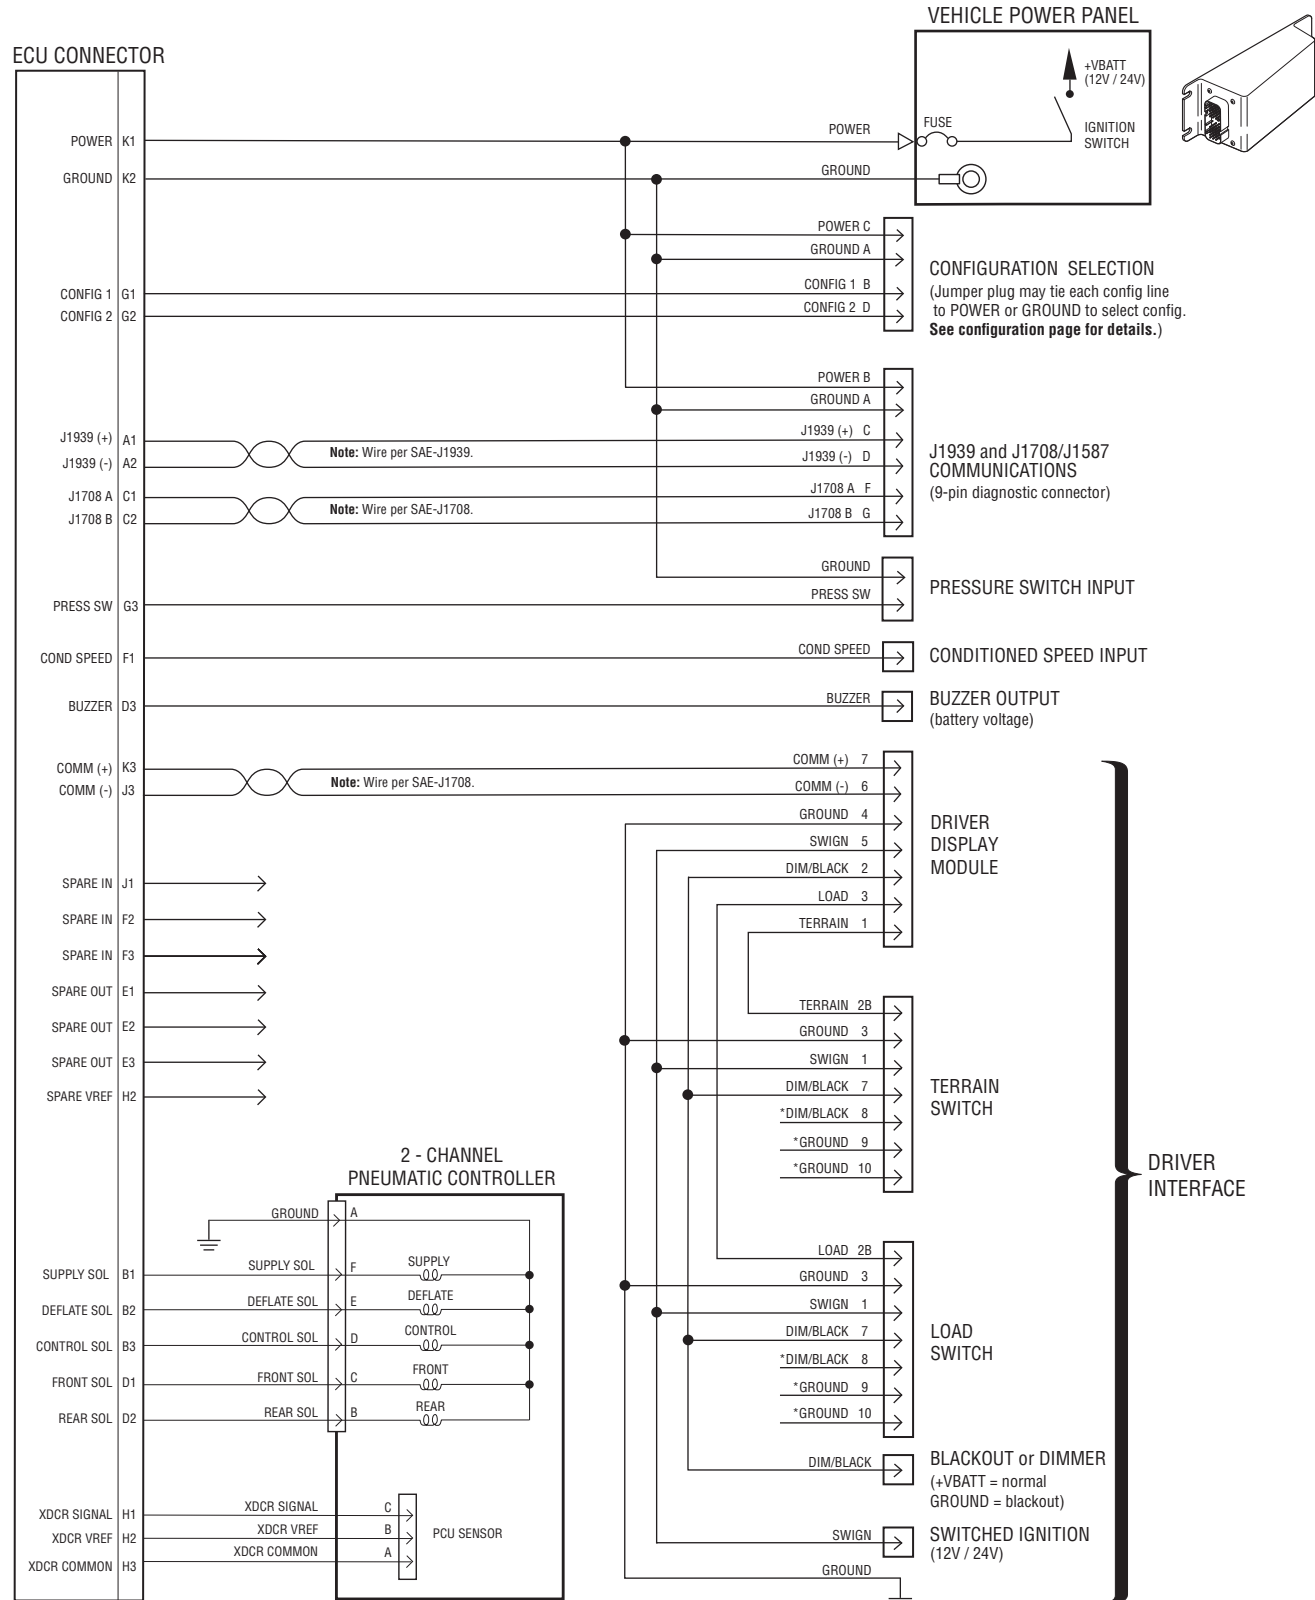 VEHICLE POWER PANEL
ECU CONNECTOR
+VBATT
(12V / 24V)
FUSE
IGNITION
SWITCH
POWER K1
POWER
GROUND K2
GROUND
POWER C
GROUND A
CONFIG 1 G1
CONFIG 1 B
CONFIG 2 G2
CONFIG 2 D
CONFIGURATION SELECTION
(Jumper plug may tie each config line
to POWER or GROUND to select config.
See configuration page for details.)
POWER B
GROUND A
J1939 (+) A1
Note: Wire per SAE-J1939.
J1939 (+) C
J1939 (-) A2
J1939 (-) D
J1708 A C1
Note: Wire per SAE-J1708.
J1708 A F
J1708 B C2
J1708 B G
J1939 and J1708/J1587
COMMUNICATIONS
(9-pin diagnostic connector)
GROUND
PRESS SW G3
PRESS SW
PRESSURE SWITCH INPUT
COND SPEED F1
COND SPEED
CONDITIONED SPEED INPUT
BUZZER D3
BUZZER
BUZZER OUTPUT
(battery voltage)
COMM (+) K3
COMM (-) J3
Note: Wire per SAE-J1708.
COMM (+) 7
COMM (-) 6
GROUND 4
SWIGN 5
DIM/BLACK 2
LOAD 3
TERRAIN 1
DRIVER
DISPLAY
MODULE
SPARE IN J1
SPARE IN F2
SPARE IN F3
SPARE OUT E1
SPARE OUT E2
SPARE OUT E3
SPARE VREF H2
TERRAIN 2B
GROUND 3
SWIGN 1
DIM/BLACK 7
*DIM/BLACK 8
*GROUND 9
*GROUND 10
TERRAIN
SWITCH
DRIVER
INTERFACE
2 - CHANNEL
PNEUMATIC CONTROLLER
GROUND A
SUPPLY SOL B1
SUPPLY SOL F
SUPPLY
DEFLATE SOL B2
DEFLATE SOL E
DEFLATE
CONTROL SOL B3
CONTROL SOL D
CONTROL
FRONT SOL D1
FRONT SOL C
FRONT
REAR SOL D2
REAR SOL B
REAR
LOAD 2B
GROUND 3
SWIGN 1
DIM/BLACK 7
*DIM/BLACK 8
*GROUND 9
*GROUND 10
LOAD
SWITCH
DIM/BLACK
BLACKOUT or DIMMER
(+VBATT = normal
GROUND = blackout)
XDCR SIGNAL H1
XDCR SIGNAL C
XDCR VREF H2
XDCR VREF B
XDCR COMMON H3
XDCR COMMON A
PCU SENSOR
SWIGN
SWITCHED IGNITION
(12V / 24V)
GROUND